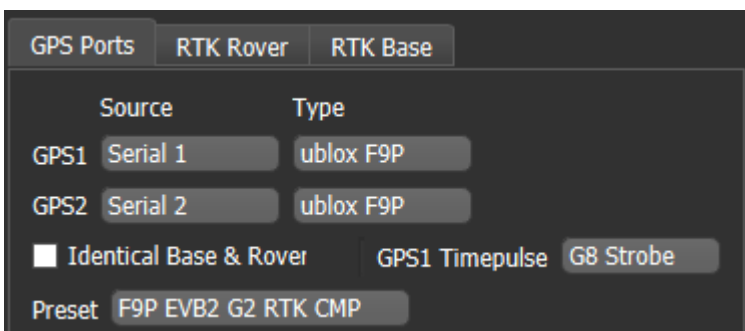 GPS Ports RTK Rover RTK Base
Source Type
GPS1 Serial 1 ublox F9P
GPS2 Serial 2 ublox F9P
Identical Base & Rover GPS1 Timepulse G8 Strobe
Preset F9P EVB2 G2 RTK CMP